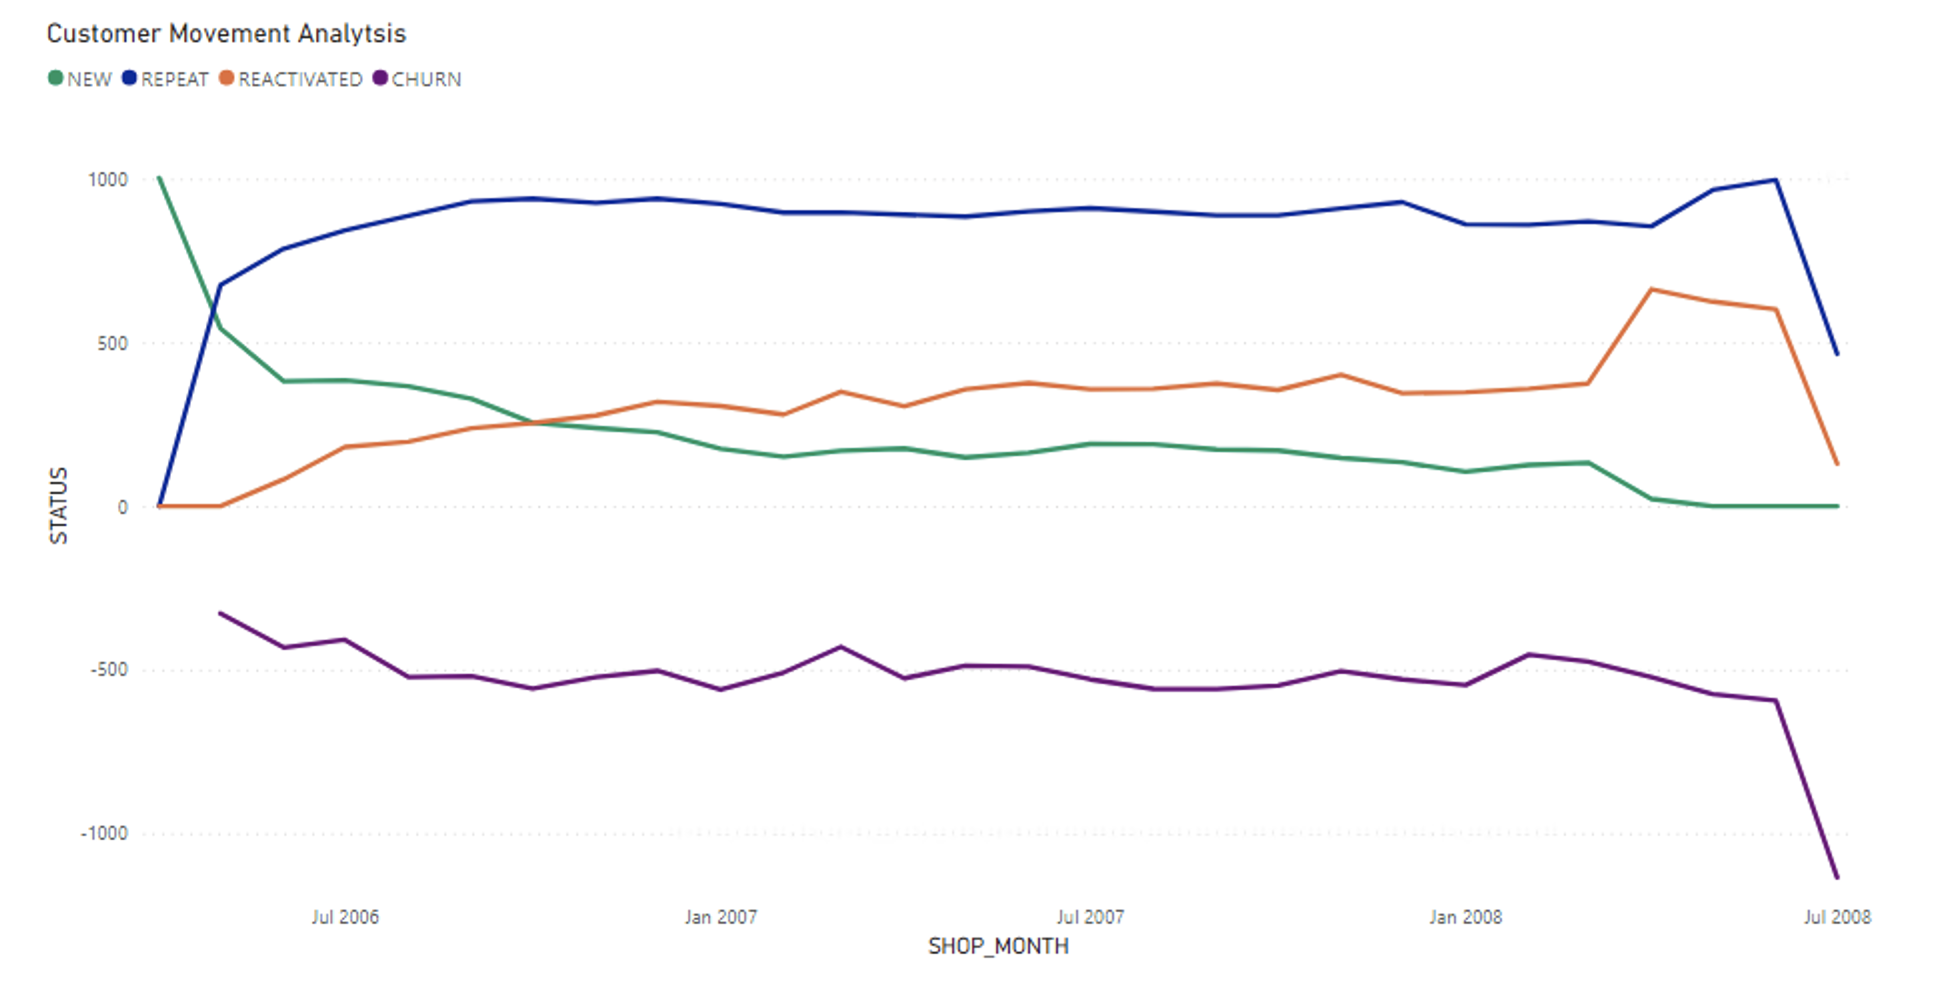 Customer Movement Analytsis
NEW REPEAT REACTIVATED CHURN
1000
500
0
-500
-1000
STATUS
Jul 2006 Jan 2007 Jul 2007 Jan 2008 Jul 2008
SHOP_MONTH